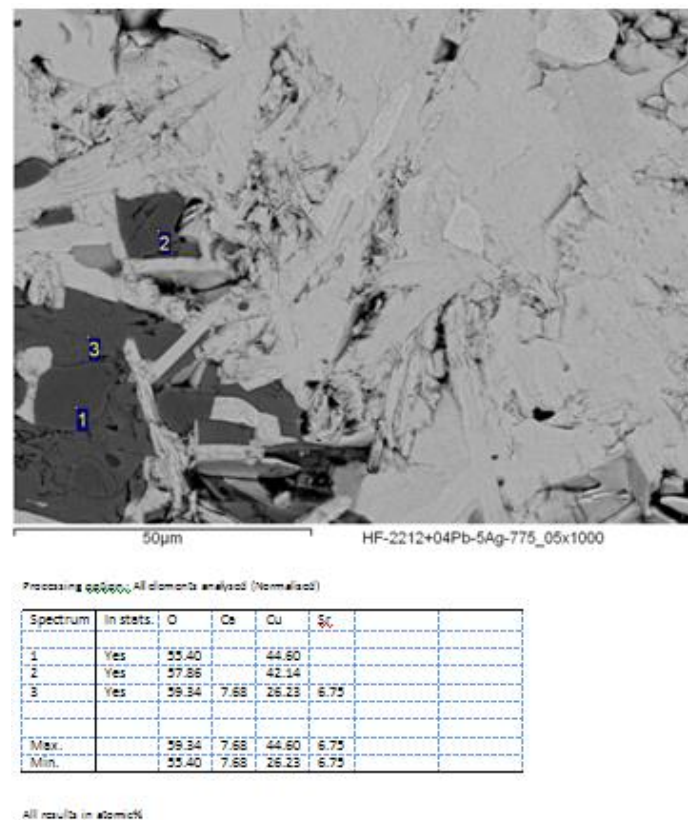 2
3
1
50µm HF-2212+04Pb-5Ag-775_05x1000
Processing option : All elements analysed (Normalised)
Spectrum In stats. O Ca Cu Sr
1 Yes 55.40 44.60
2 Yes 57.86 42.14
3 Yes 59.34 7.68 26.23 6.75
Max. 59.34 7.68 44.60 6.75
Min. 55.40 7.68 26.23 6.75
All results in atomic%